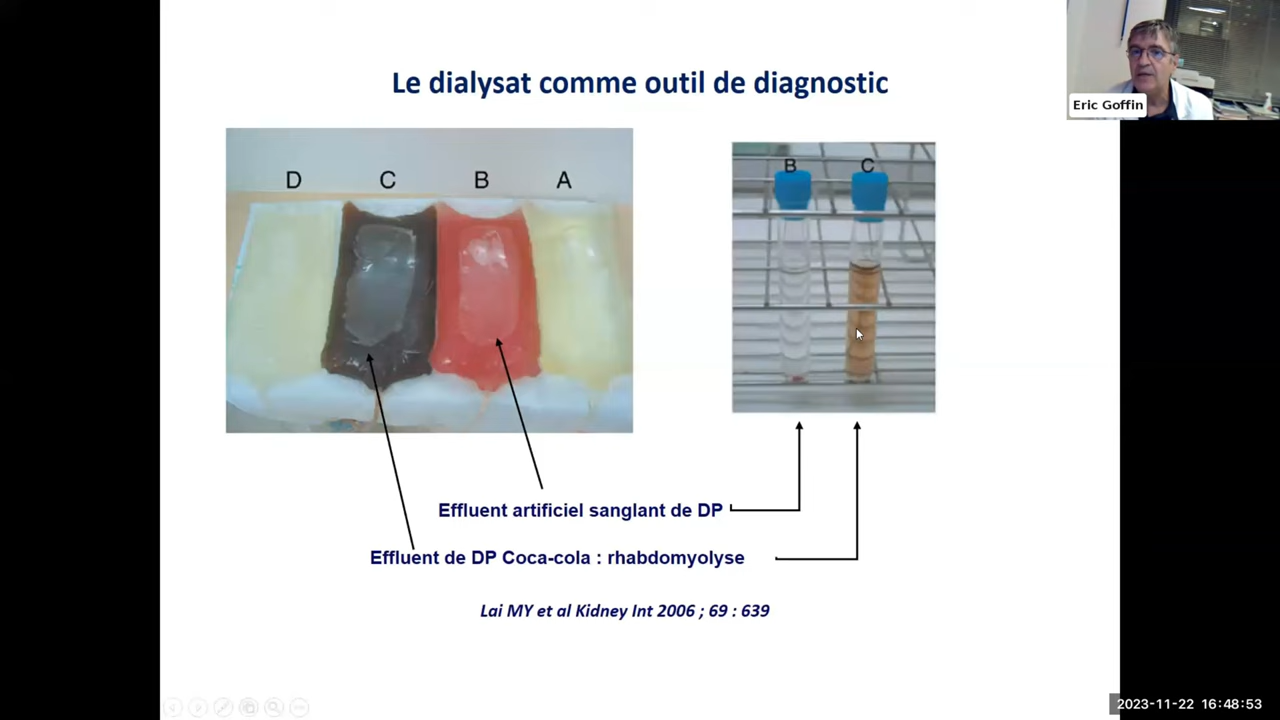 Le dialysat comme outil de diagnostic
Eric Goffin
D C B A
B C
Effluent artificiel sanglant de DP
Effluent de DP Coca-cola : rhabdomyolyse
Lai MY et al Kidney Int 2006 ; 69 : 639
2023-11-22 16:48:53